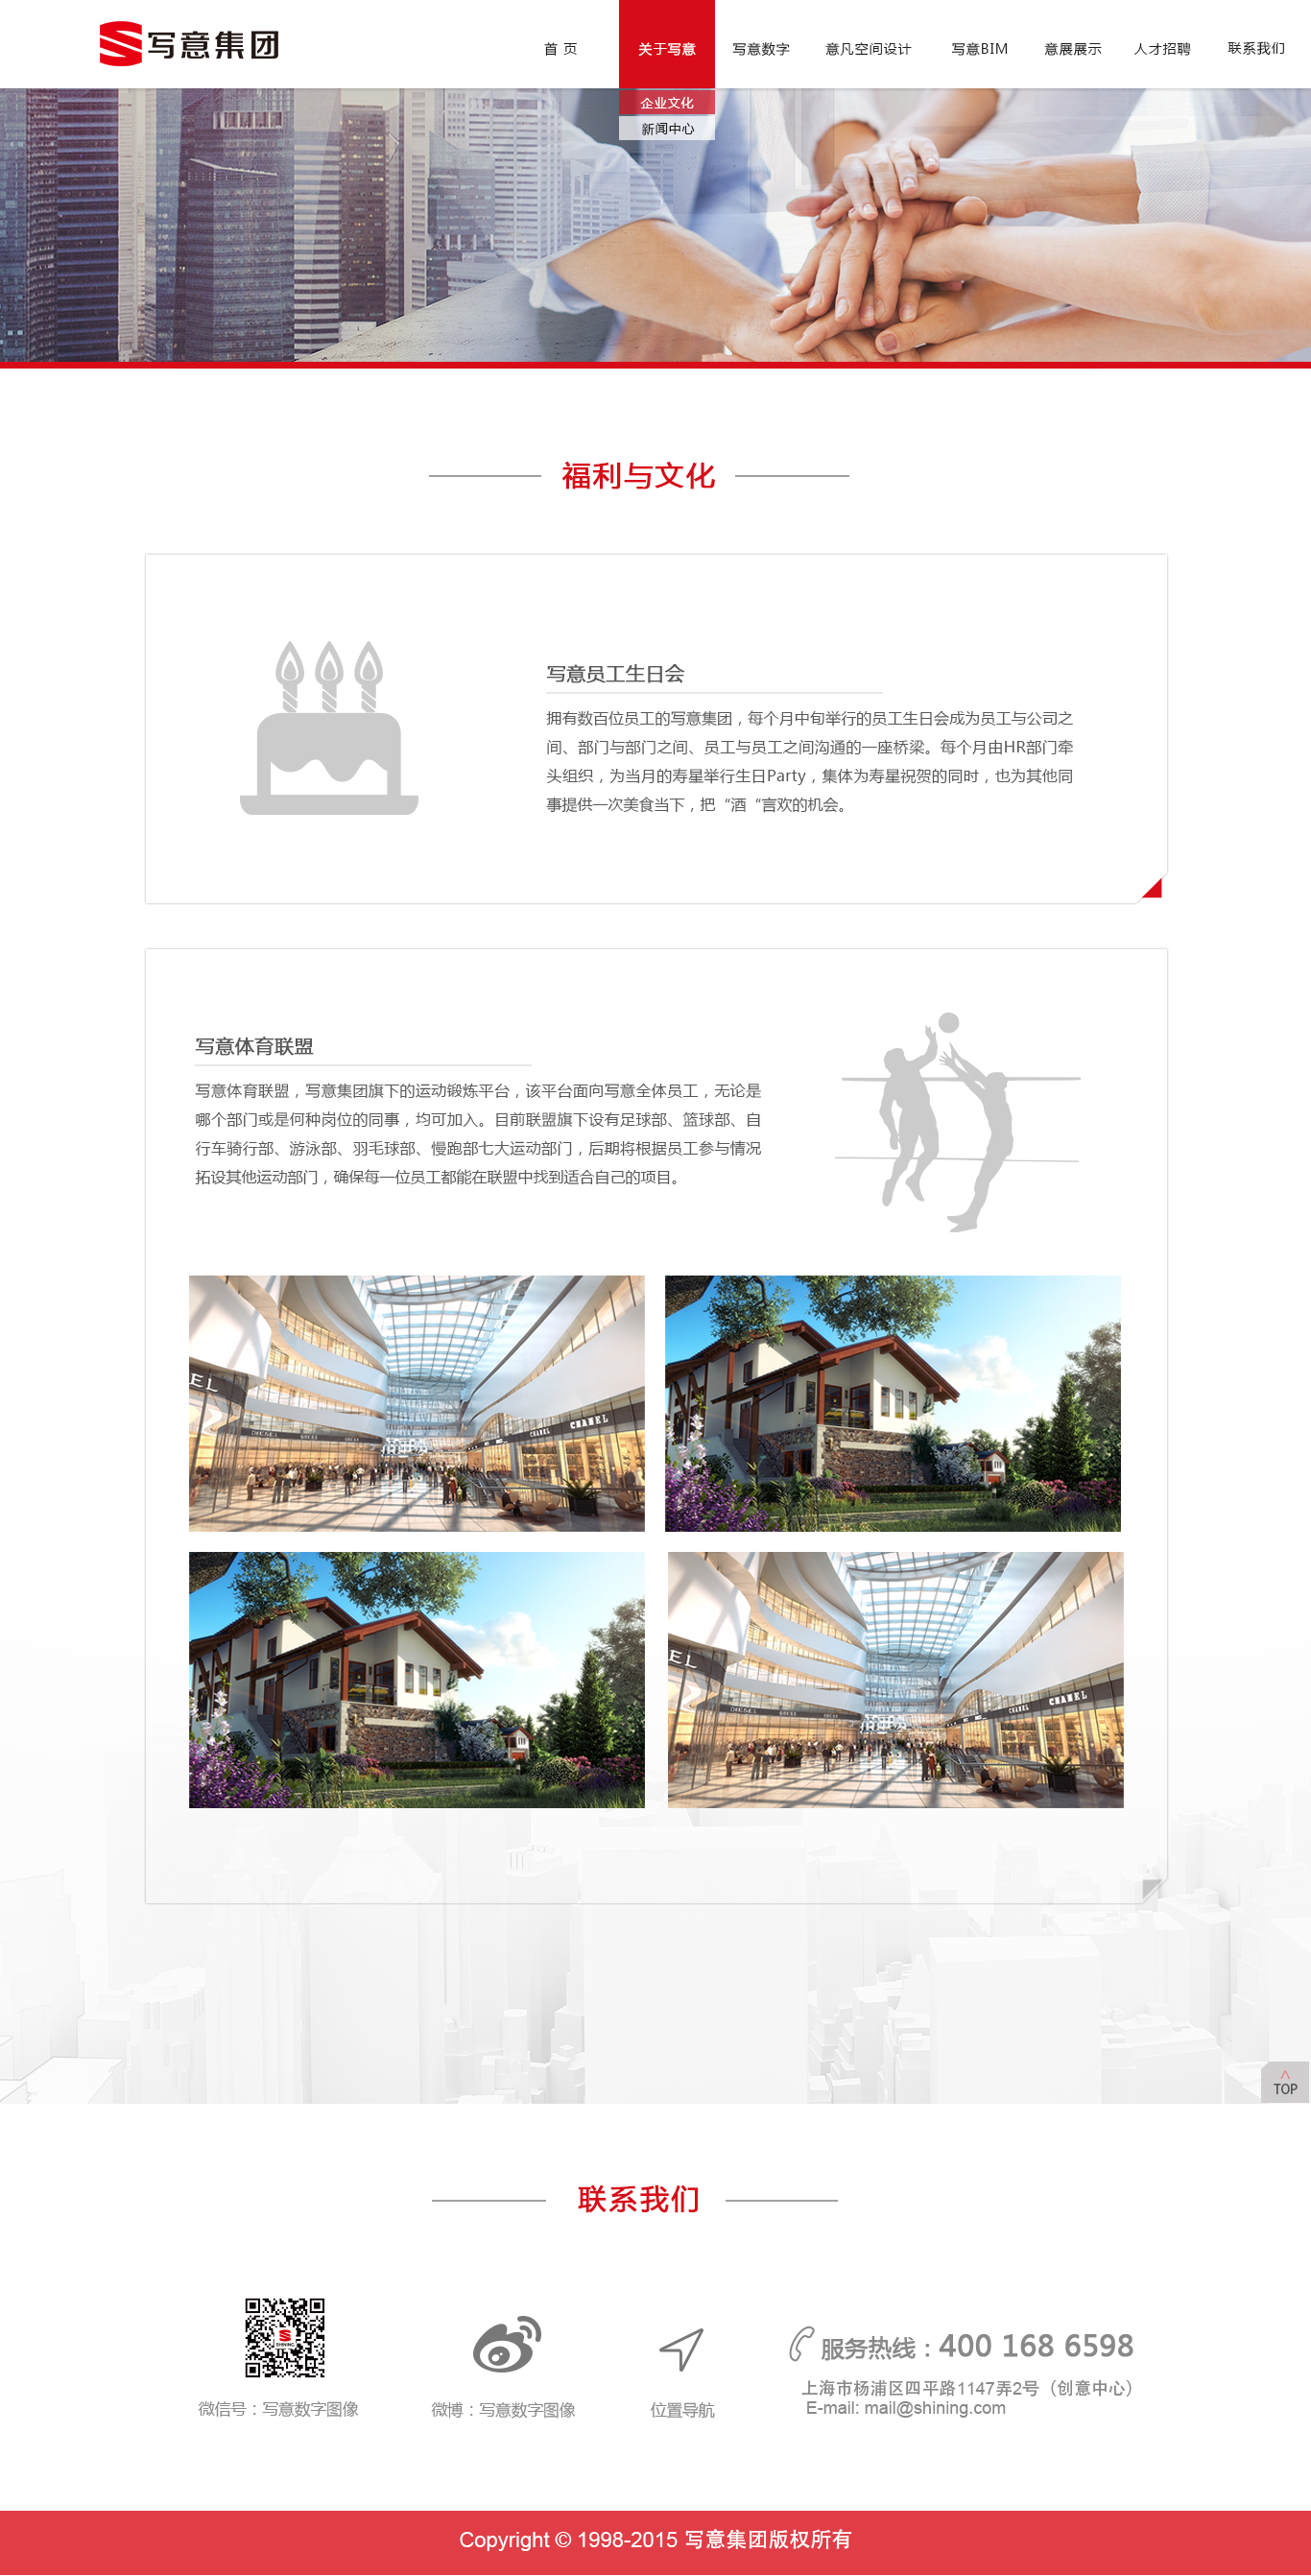 写意集团
首 页
关于写意
写意数字
意凡空间设计
写意BIM
意展展示
人才招聘
联系我们
企业文化
新闻中心
福利与文化
写意员工生日会
拥有数百位员工的写意集团，每个月中旬举行的员工生日会成为员工与公司之
间、部门与部门之间、员工与员工之间沟通的一座桥梁。每个月由HR部门牵
头组织，为当月的寿星举行生日Party，集体为寿星祝贺的同时，也为其他同
事提供一次美食当下，把“酒“言欢的机会。
写意体育联盟
写意体育联盟，写意集团旗下的运动锻炼平台，该平台面向写意全体员工，无论是
哪个部门或是何种岗位的同事，均可加入。目前联盟旗下设有足球部、篮球部、自
行车骑行部、游泳部、羽毛球部、慢跑部七大运动部门，后期将根据员工参与情况
拓设其他运动部门，确保每一位员工都能在联盟中找到适合自己的项目。
NEL
DIESEL
GUESS
CHANEL
CHANEL
NEL
DIESEL
GUESS
CHANEL
CHANEL
TOP
联系我们
SHINING
微信号：写意数字图像
微博：写意数字图像
位置导航
服务热线：400 168 6598
上海市杨浦区四平路1147弄2号（创意中心）
E-mail: mail@shining.com
Copyright © 1998-2015 写意集团版权所有